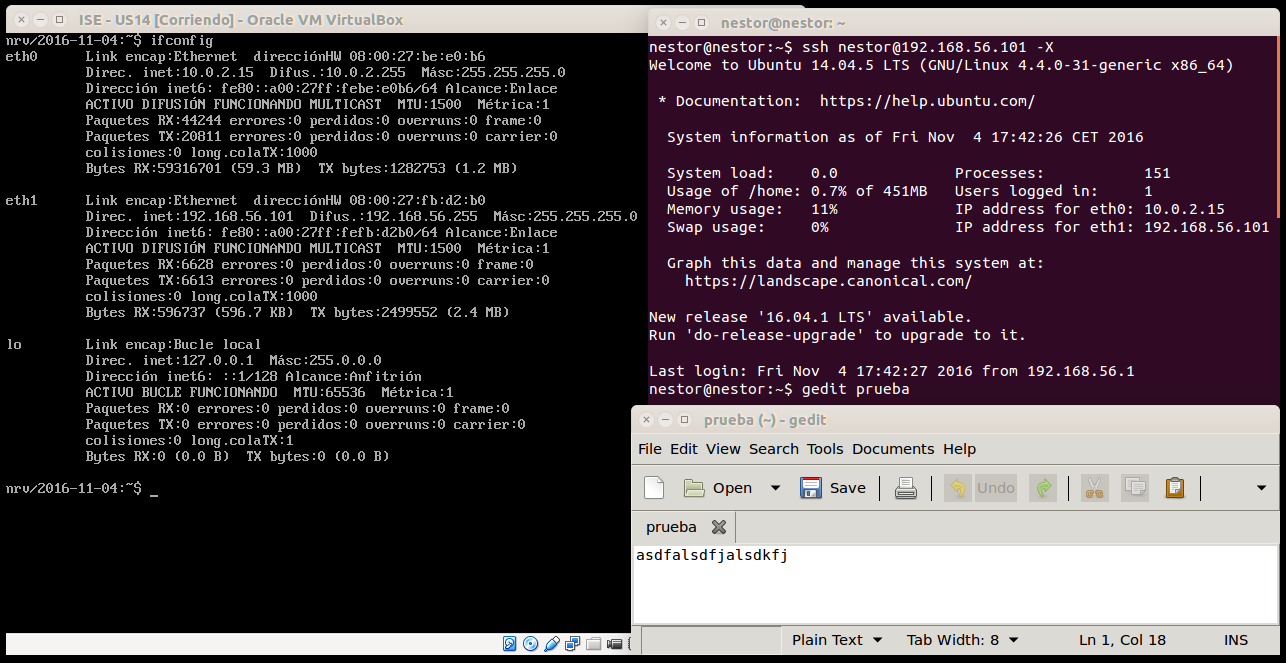 ISE - US14 [Corriendo] - Oracle VM VirtualBox
nrv/2016-11-04:~$ ifconfig
eth0      Link encap:Ethernet  direcciónHW 08:00:27:be:e0:b6
          Direc. inet:10.0.2.15  Difus.:10.0.2.255  Másc:255.255.255.0
          Dirección inet6: fe80::a00:27ff:febe:e0b6/64 Alcance:Enlace
          ACTIVO DIFUSIÓN FUNCIONANDO MULTICAST  MTU:1500  Métrica:1
          Paquetes RX:44244 errores:0 perdidos:0 overruns:0 frame:0
          Paquetes TX:20811 errores:0 perdidos:0 overruns:0 carrier:0
          colisiones:0 long.colaTX:1000
          Bytes RX:59316701 (59.3 MB)  TX bytes:1282753 (1.2 MB)
eth1      Link encap:Ethernet  direcciónHW 08:00:27:fb:d2:b0
          Direc. inet:192.168.56.101  Difus.:192.168.56.255  Másc:255.255.255.0
          Dirección inet6: fe80::a00:27ff:fefb:d2b0/64 Alcance:Enlace
          ACTIVO DIFUSIÓN FUNCIONANDO MULTICAST  MTU:1500  Métrica:1
          Paquetes RX:6628 errores:0 perdidos:0 overruns:0 frame:0
          Paquetes TX:6613 errores:0 perdidos:0 overruns:0 carrier:0
          colisiones:0 long.colaTX:1000
          Bytes RX:596737 (596.7 KB)  TX bytes:2499552 (2.4 MB)
lo        Link encap:Bucle local
          Direc. inet:127.0.0.1  Másc:255.0.0.0
          Dirección inet6: ::1/128 Alcance:Anfitrión
          ACTIVO BUCLE FUNCIONANDO  MTU:65536  Métrica:1
          Paquetes RX:0 errores:0 perdidos:0 overruns:0 frame:0
          Paquetes TX:0 errores:0 perdidos:0 overruns:0 carrier:0
          colisiones:0 long.colaTX:1
          Bytes RX:0 (0.0 B)  TX bytes:0 (0.0 B)
nrv/2016-11-04:~$ _
nestor@nestor: ~
nestor@nestor:~$ ssh nestor@192.168.56.101 -X
Welcome to Ubuntu 14.04.5 LTS (GNU/Linux 4.4.0-31-generic x86_64)
 * Documentation:  https://help.ubuntu.com/
  System information as of Fri Nov  4 17:42:26 CET 2016
  System load:    0.0             Processes:           151
  Usage of /home: 0.7% of 451MB   Users logged in:     1
  Memory usage:   11%             IP address for eth0: 10.0.2.15
  Swap usage:     0%              IP address for eth1: 192.168.56.101
  Graph this data and manage this system at:
    https://landscape.canonical.com/
New release '16.04.1 LTS' available.
Run 'do-release-upgrade' to upgrade to it.
Last login: Fri Nov  4 17:42:27 2016 from 192.168.56.1
nestor@nestor:~$ gedit prueba
prueba (~) - gedit
File Edit View Search Tools Documents Help
Open Save Undo
prueba
asdfalsdfjalsdkfj
Plain Text Tab Width: 8 Ln 1, Col 18 INS